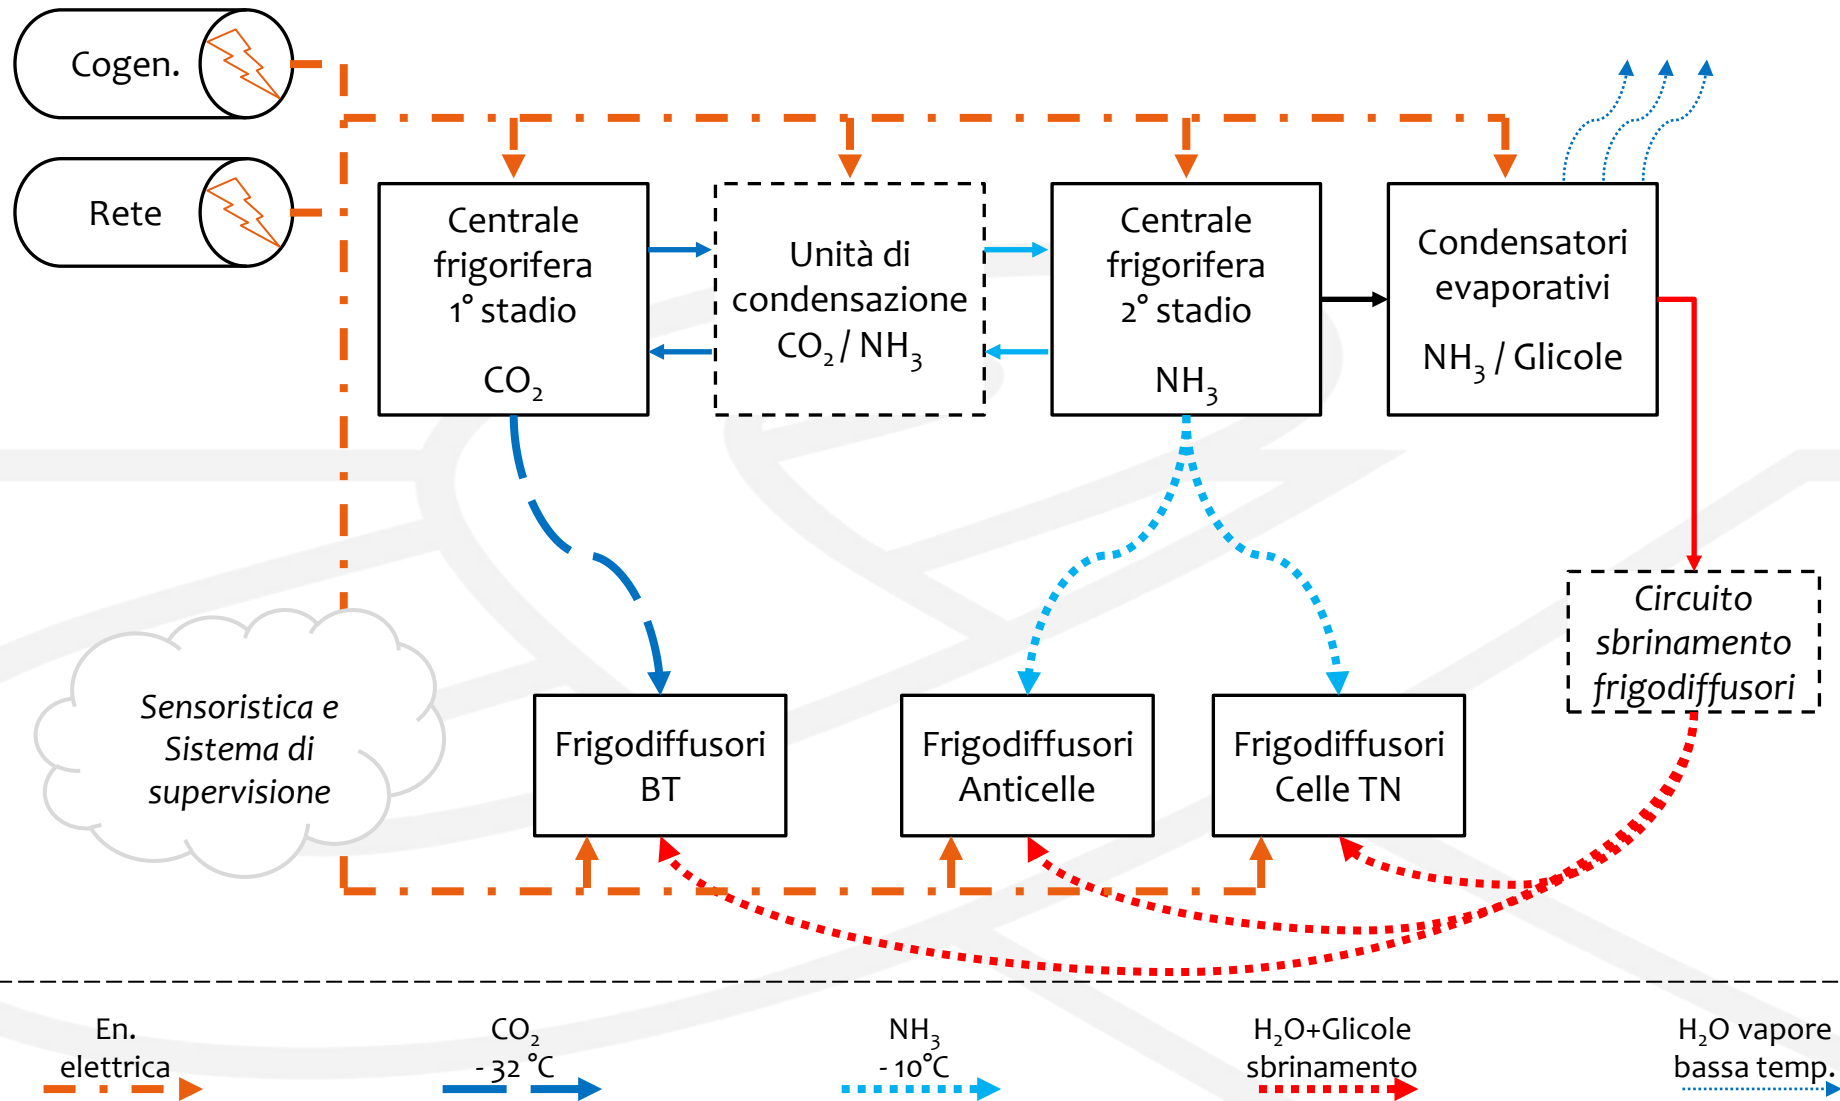 Cogen.
Rete
Centrale
frigorifera
1° stadio
CO₂
Unità di
condensazione
CO₂ / NH₃
Centrale
frigorifera
2° stadio
NH₃
Condensatori
evaporativi
NH₃ / Glicole
Circuito
sbrinamento
frigodiffusori
Sensoristica e
Sistema di
supervisione
Frigodiffusori
BT
Frigodiffusori
Anticelle
Frigodiffusori
Celle TN
En.
elettrica
CO₂
- 32 °C
NH₃
- 10°C
H₂O+Glicole
sbrinamento
H₂O vapore
bassa temp.